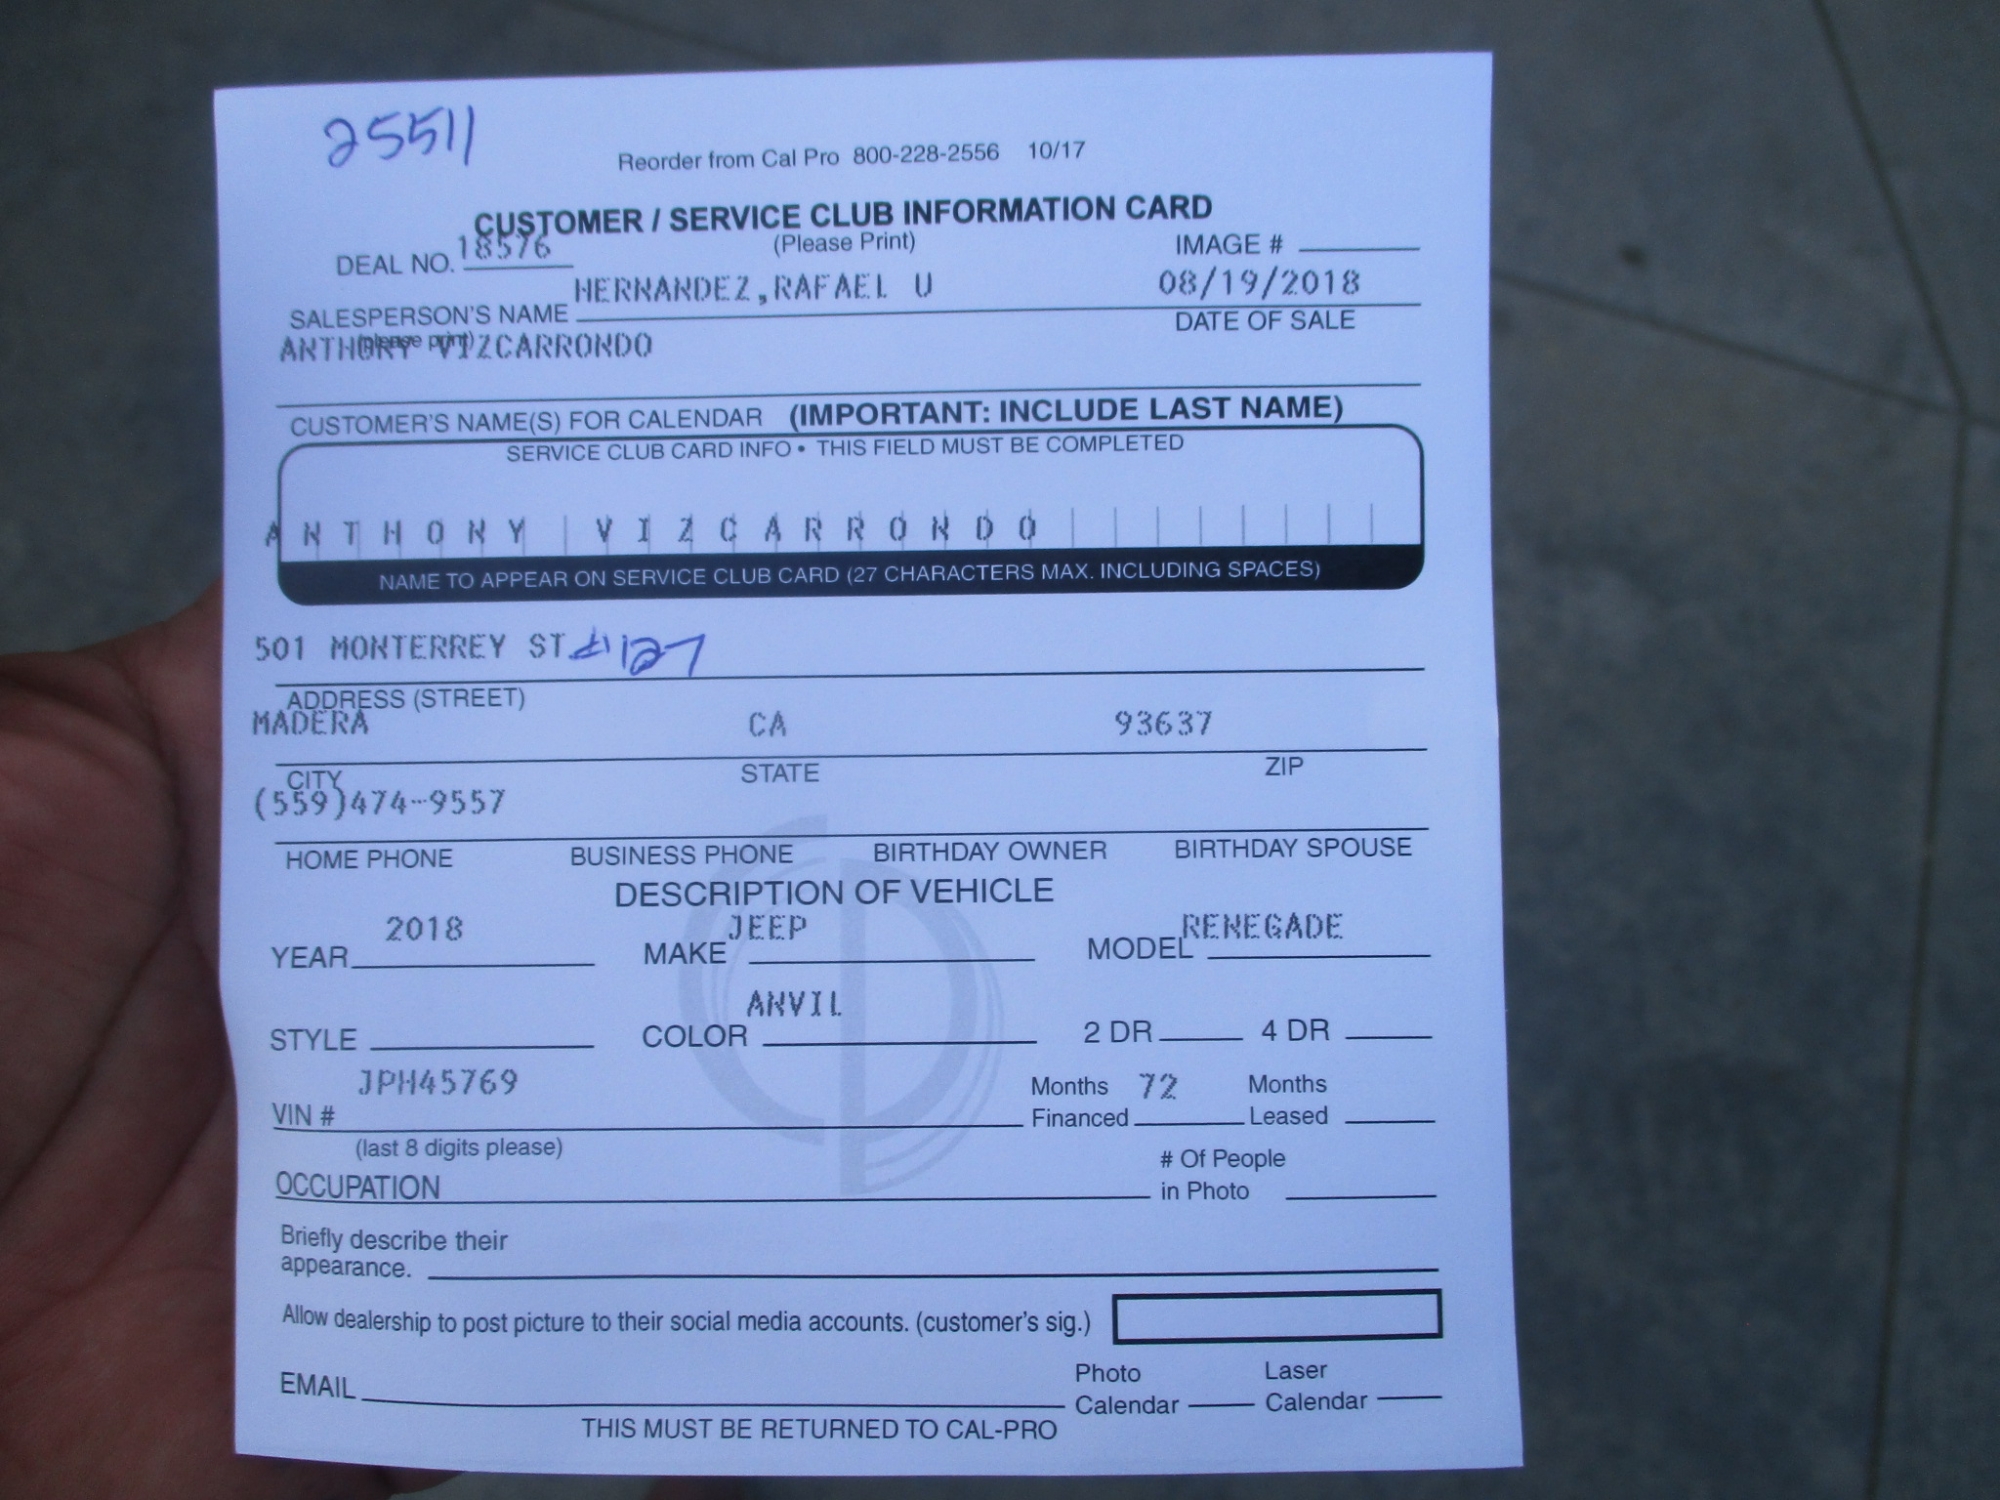 25511
Reorder from Cal Pro 800-228-2556 10/17
CUSTOMER / SERVICE CLUB INFORMATION CARD
(Please Print)
DEAL NO. 18576
IMAGE #
SALESPERSON'S NAME HERNANDEZ,RAFAEL U
(please print)
08/19/2018
DATE OF SALE
ANTHONY VIZCARRONDO
CUSTOMER'S NAME(S) FOR CALENDAR (IMPORTANT: INCLUDE LAST NAME)
SERVICE CLUB CARD INFO • THIS FIELD MUST BE COMPLETED
ANTHONY VIZCARRONDO
NAME TO APPEAR ON SERVICE CLUB CARD (27 CHARACTERS MAX. INCLUDING SPACES)
501 MONTERREY ST #127
ADDRESS (STREET)
MADERA CA 93637
CITY STATE ZIP
(559)474-9557
HOME PHONE BUSINESS PHONE BIRTHDAY OWNER BIRTHDAY SPOUSE
DESCRIPTION OF VEHICLE
YEAR 2018 MAKE JEEP MODEL RENEGADE
STYLE COLOR ANVIL 2 DR 4 DR
VIN # JPH45769
(last 8 digits please)
Months Financed 72 Months Leased
OCCUPATION
# Of People in Photo
Briefly describe their
appearance.
Allow dealership to post picture to their social media accounts. (customer's sig.)
EMAIL
Photo Calendar Laser Calendar
THIS MUST BE RETURNED TO CAL-PRO